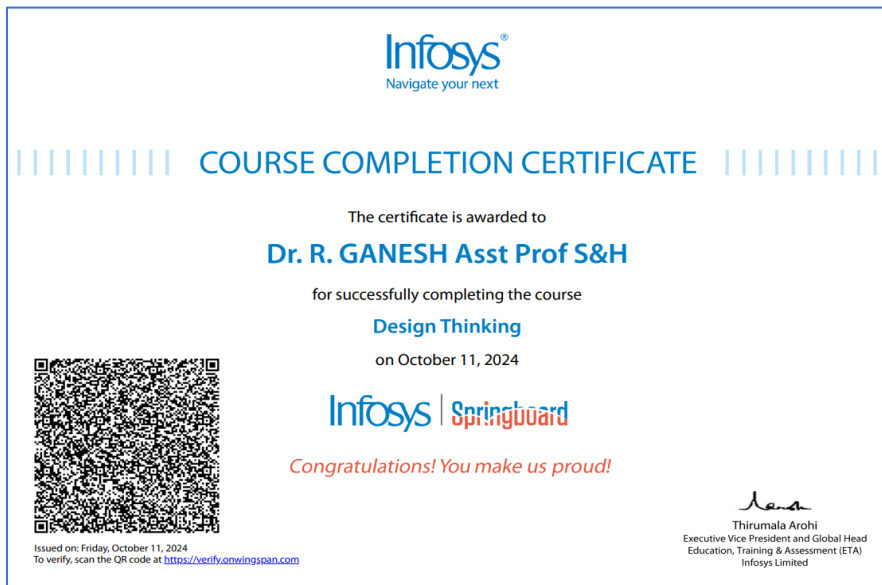 Infosys®
Navigate your next
COURSE COMPLETION CERTIFICATE
The certificate is awarded to
Dr. R. GANESH Asst Prof S&H
for successfully completing the course
Design Thinking
on October 11, 2024
Infosys | Springboard
Congratulations! You make us proud!
Issued on: Friday, October 11, 2024
To verify, scan the QR code at https://verify.onwingspan.com
Thirumala Arohi
Executive Vice President and Global Head
Education, Training & Assessment (ETA)
Infosys Limited